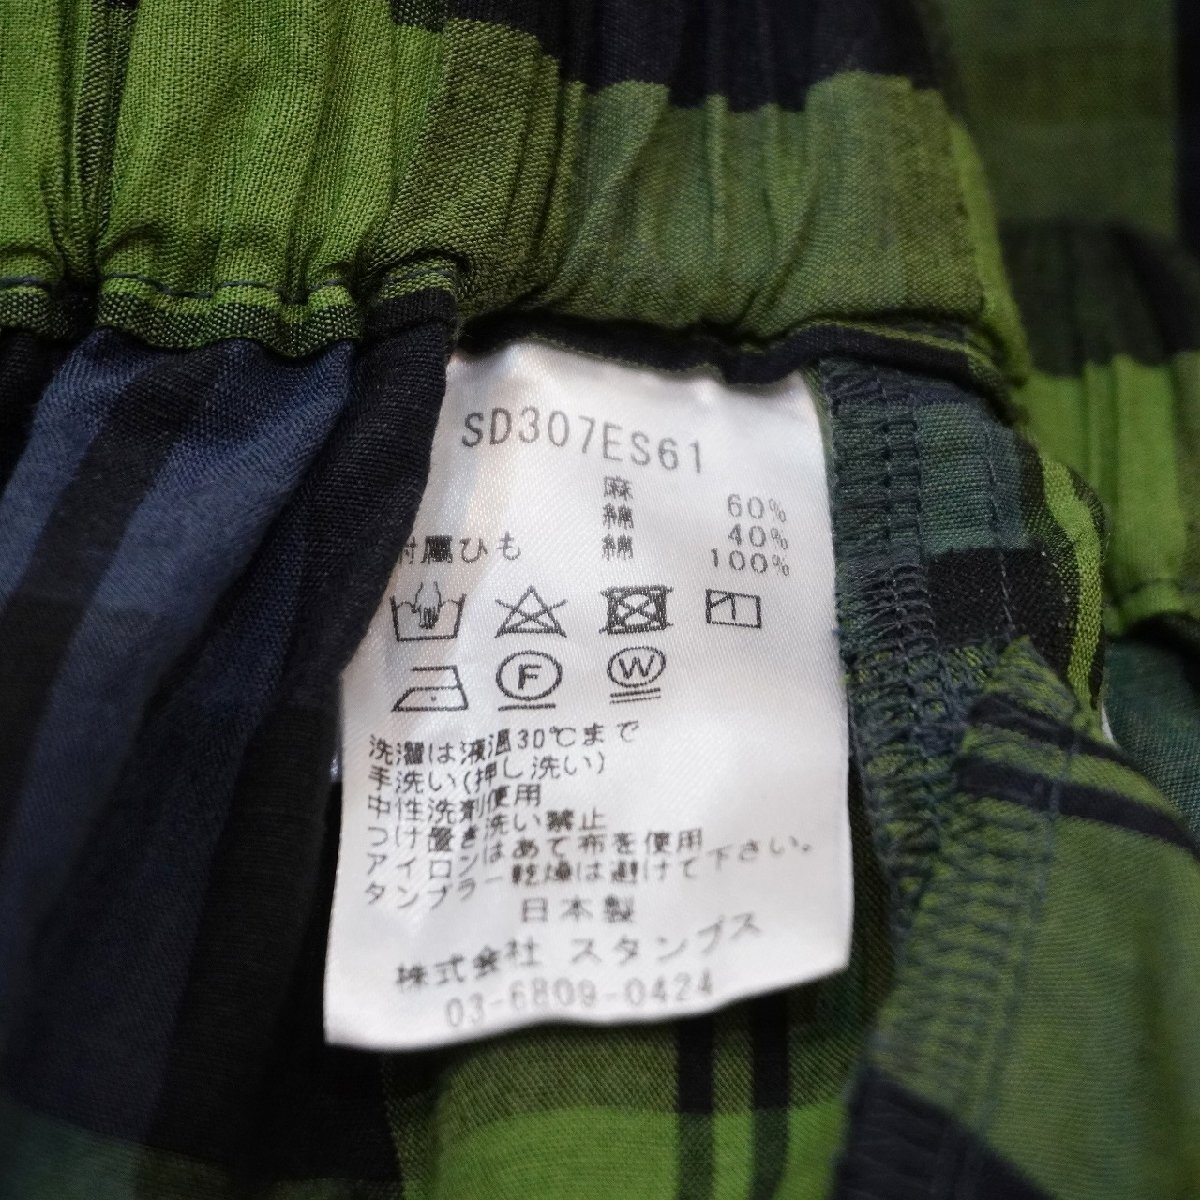 SD307ES61
麻 60%
綿 40%
附属ひも 綿 100%
F W
洗濯は液温30℃まで
手洗い(押し洗い)
中性洗剤使用
つけ置き洗い禁止
アイロンはあて布を使用
タンブラー乾燥は避けて下さい。
日本製
株式会社 スタンプス
03-6809-0424